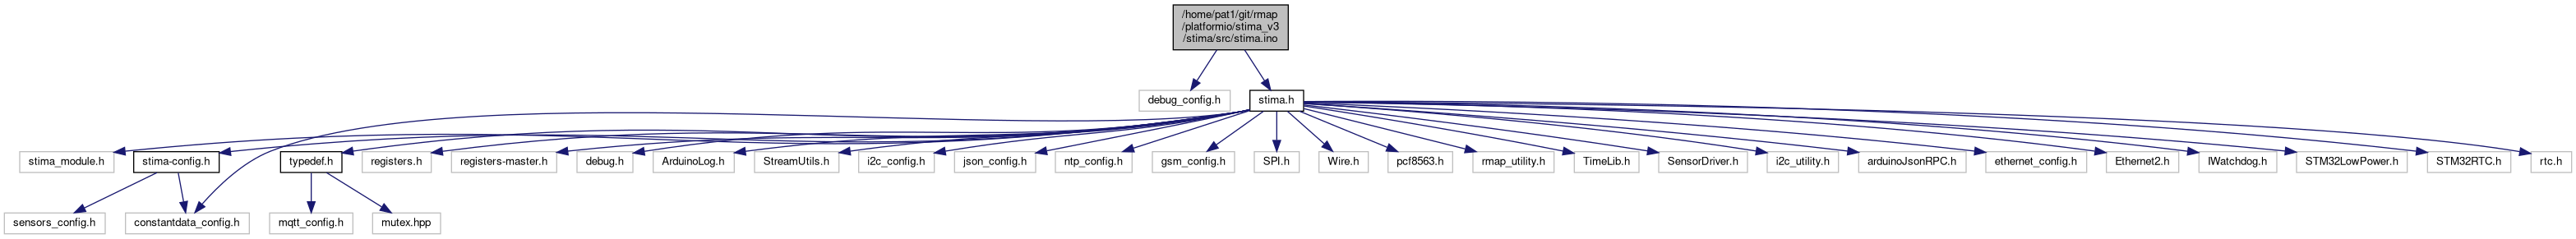 /home/pat1/git/rmap
/platformio/stima_v3
/stima/src/stima.ino
debug_config.h
stima.h
stima_module.h
stima-config.h
typedef.h
registers.h
registers-master.h
debug.h
ArduinoLog.h
StreamUtils.h
i2c_config.h
json_config.h
ntp_config.h
gsm_config.h
SPI.h
Wire.h
pcf8563.h
rmap_utility.h
TimeLib.h
SensorDriver.h
i2c_utility.h
arduinoJsonRPC.h
ethernet_config.h
Ethernet2.h
IWatchdog.h
STM32LowPower.h
STM32RTC.h
rtc.h
sensors_config.h
constantdata_config.h
mqtt_config.h
mutex.hpp